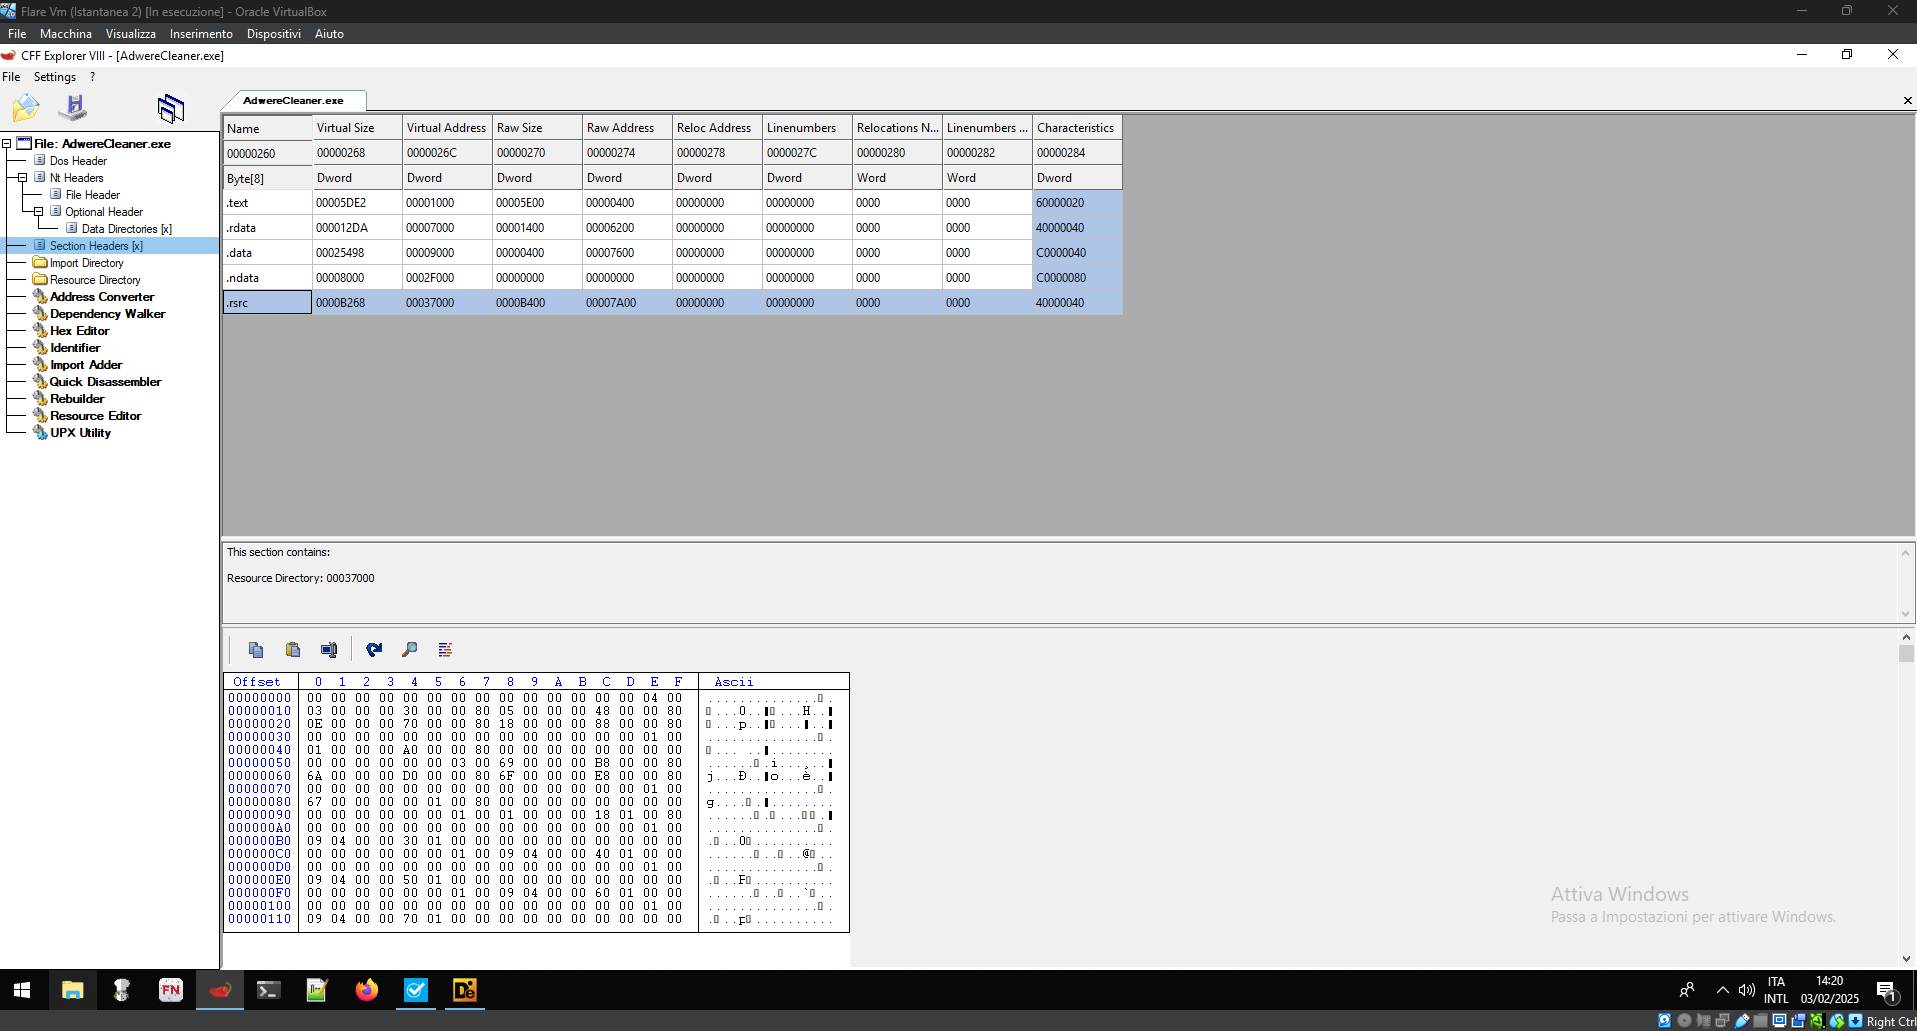 Flare Vm (Istantanea 2) [In esecuzione] - Oracle VirtualBox
File Macchina Visualizza Inserimento Dispositivi Aiuto
CFF Explorer VIII - [AdwereCleaner.exe]
File Settings ?
AdwereCleaner.exe
File: AdwereCleaner.exe
Dos Header
Nt Headers
File Header
Optional Header
Data Directories [x]
Section Headers [x]
Import Directory
Resource Directory
Address Converter
Dependency Walker
Hex Editor
Identifier
Import Adder
Quick Disassembler
Rebuilder
Resource Editor
UPX Utility
Name Virtual Size Virtual Address Raw Size Raw Address Reloc Address Linenumbers Relocations N... Linenumbers ... Characteristics
00000260 00000268 0000026C 00000270 00000274 00000278 0000027C 00000280 00000282 00000284
Byte[8] Dword Dword Dword Dword Dword Dword Word Word Dword
.text 00005DE2 00001000 00005E00 00000400 00000000 00000000 0000 0000 60000020
.rdata 000012DA 00007000 00001400 00006200 00000000 00000000 0000 0000 40000040
.data 00025498 00009000 00000400 00007600 00000000 00000000 0000 0000 C0000040
.ndata 00008000 0002F000 00000000 00000000 00000000 00000000 0000 0000 C0000080
.rsrc 0000B268 00037000 0000B400 00007A00 00000000 00000000 0000 0000 40000040
This section contains:
Resource Directory: 00037000
Offset 0 1 2 3 4 5 6 7 8 9 A B C D E F Ascii
00000000 00 00 00 00 00 00 00 00 00 00 00 00 00 00 04 00
00000010 03 00 00 00 30 00 00 80 05 00 00 00 48 00 00 80
00000020 0E 00 00 00 70 00 00 80 18 00 00 00 88 00 00 80
00000030 00 00 00 00 00 00 00 00 00 00 00 00 00 00 01 00
00000040 01 00 00 00 A0 00 00 80 00 00 00 00 00 00 00 00
00000050 00 00 00 00 00 00 03 00 69 00 00 00 B8 00 00 80
00000060 6A 00 00 00 D0 00 00 80 6F 00 00 00 E8 00 00 80
00000070 00 00 00 00 00 00 00 00 00 00 00 00 00 00 01 00
00000080 67 00 00 00 00 01 00 80 00 00 00 00 00 00 00 00
00000090 00 00 00 00 00 00 01 00 01 00 00 00 18 01 00 80
000000A0 00 00 00 00 00 00 00 00 00 00 00 00 00 00 01 00
000000B0 09 04 00 00 30 01 00 00 00 00 00 00 00 00 00 00
000000C0 00 00 00 00 00 00 01 00 09 04 00 00 40 01 00 00
000000D0 00 00 00 00 00 00 00 00 00 00 00 00 00 00 01 00
000000E0 09 04 00 00 50 01 00 00 00 00 00 00 00 00 00 00
000000F0 00 00 00 00 00 00 01 00 09 04 00 00 60 01 00 00
00000100 00 00 00 00 00 00 00 00 00 00 00 00 00 00 01 00
00000110 09 04 00 00 70 01 00 00 00 00 00 00 00 00 00 00
Attiva Windows
Passa a Impostazioni per attivare Windows.
FN
ITA
INTL
14:20
03/02/2025
1
Right Ctrl